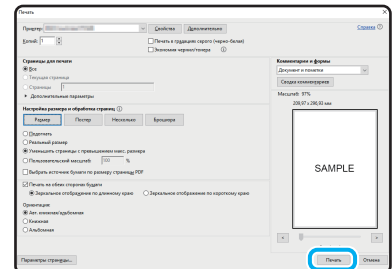 Печать
Принтер:
Свойства
Дополнительно
Справка
Копий: 1
Печать в градациях серого (черно-белая)
Экономия чернил/тонера
Страницы для печати
Все
Текущая страница
Страницы 1
Дополнительные параметры
Настройка размера и обработка страниц
Размер
Постер
Несколько
Брошюра
Подогнать
Реальный размер
Уменьшить страницы с превышением макс. размера
Пользовательский масштаб: 100 %
Выбрать источник бумаги по размеру страниц PDF
Печать на обеих сторонах бумаги
Зеркальное отображение по длинному краю
Зеркальное отображение по короткому краю
Ориентация:
Авт. книжная/альбомная
Книжная
Альбомная
Комментарии и формы
Документ и пометки
Сводка комментариев
Масштаб: 97%
209,97 x 296,93 мм
SAMPLE
Параметры страницы...
Печать
Отмена